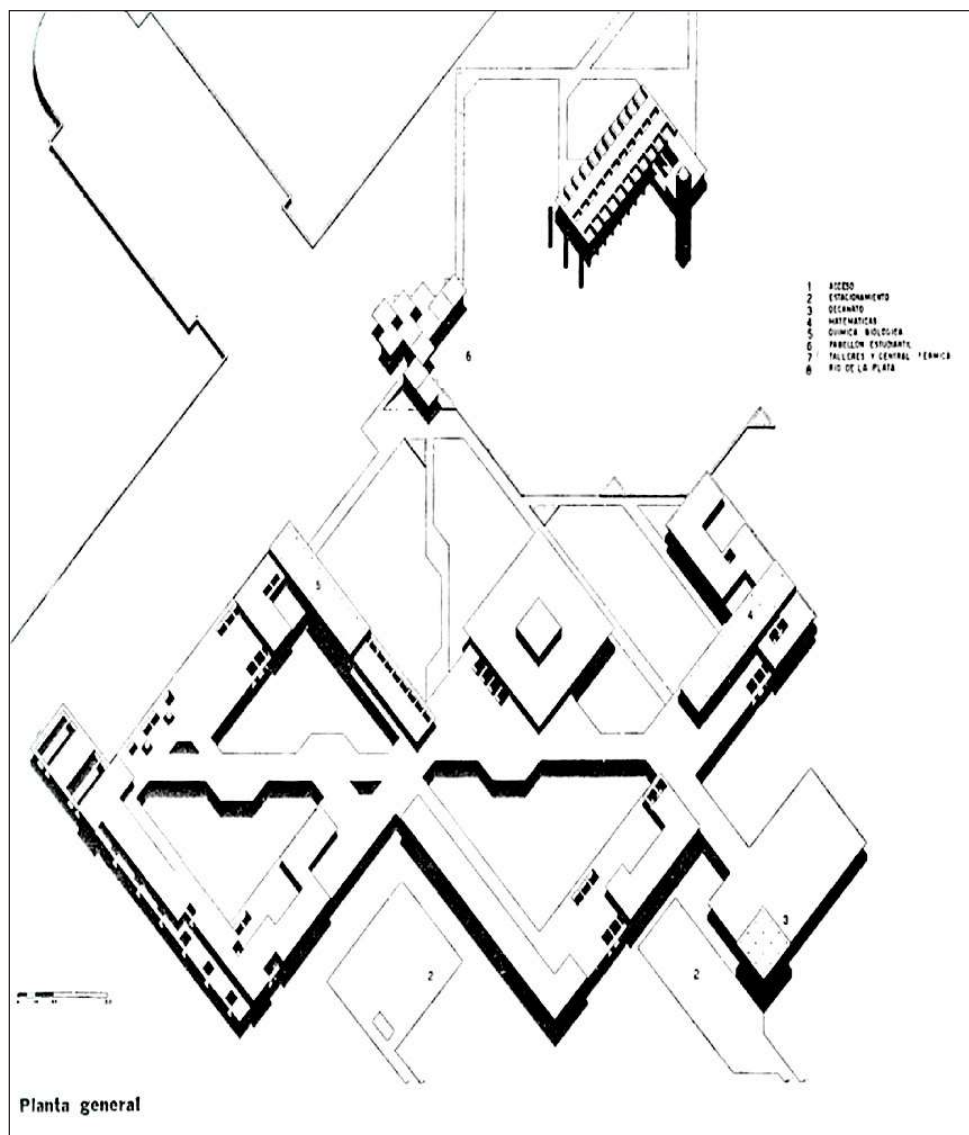 1 ACCESO
2 ESTACIONAMIENTO
3 DECANATO
4 MATEMATICAS
5 QUIMICA BIOLOGICA
6 PABELLON ESTUDIANTIL
7 TALLERES Y CENTRAL TERMICA
8 RIO DE LA PLATA
6
5
4
3
2
2
Planta general